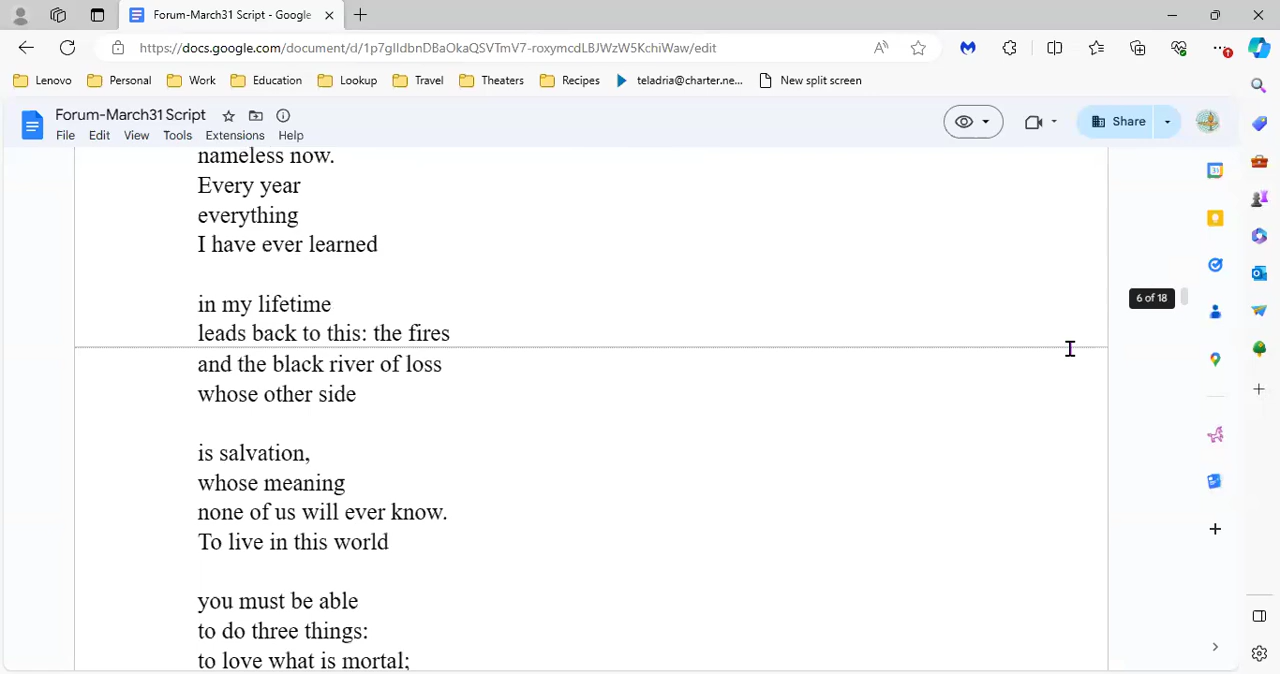 Forum-March31 Script - Google
https://docs.google.com/document/d/1p7glIdbnDBaOkaQSVTmV7-roxymcdLBJWzW5KchiWaw/edit
Lenovo Personal Work Education Lookup Travel Theaters Recipes teladria@charter.ne... New split screen
Forum-March31 Script
File Edit View Tools Extensions Help
Share
nameless now.
Every year
everything
I have ever learned
in my lifetime
6 of 18
leads back to this: the fires
and the black river of loss
whose other side
is salvation,
whose meaning
none of us will ever know.
To live in this world
you must be able
to do three things:
to love what is mortal;